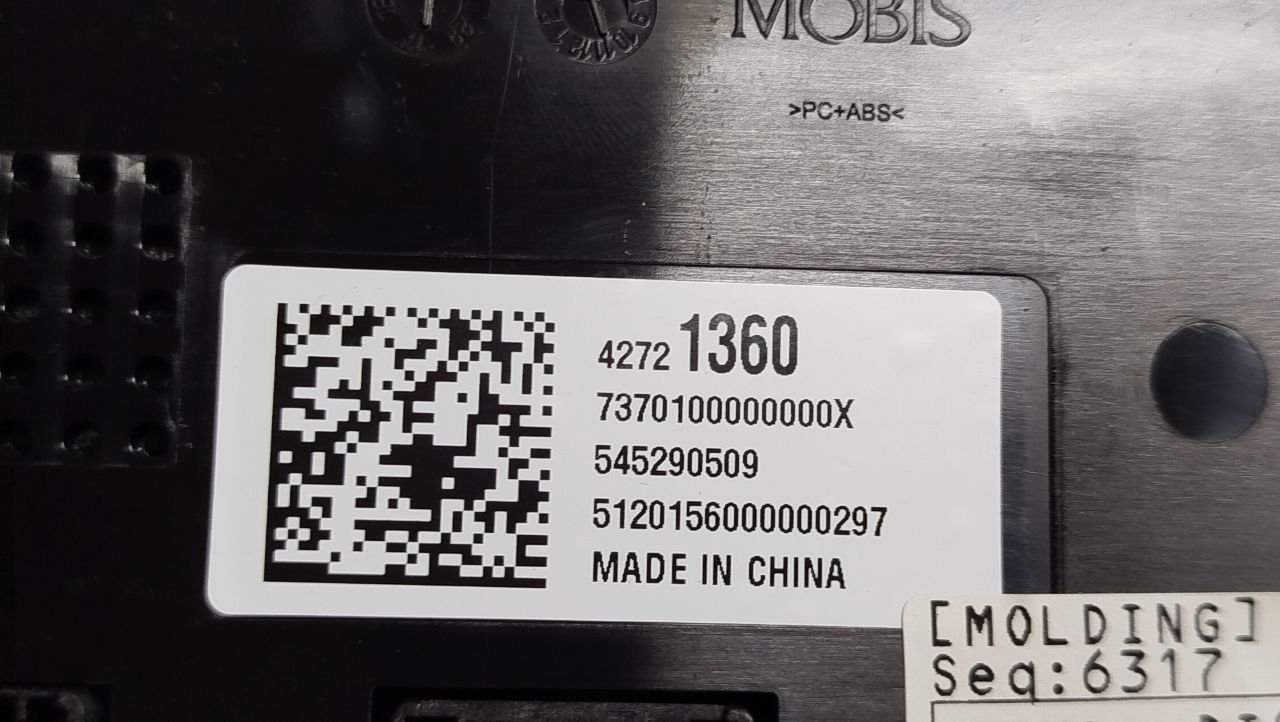 MOBIS
>PC+ABS<
4272 1360
7370100000000X
545290509
5120156000000297
MADE IN CHINA
[MOLDING]
Seq:6317